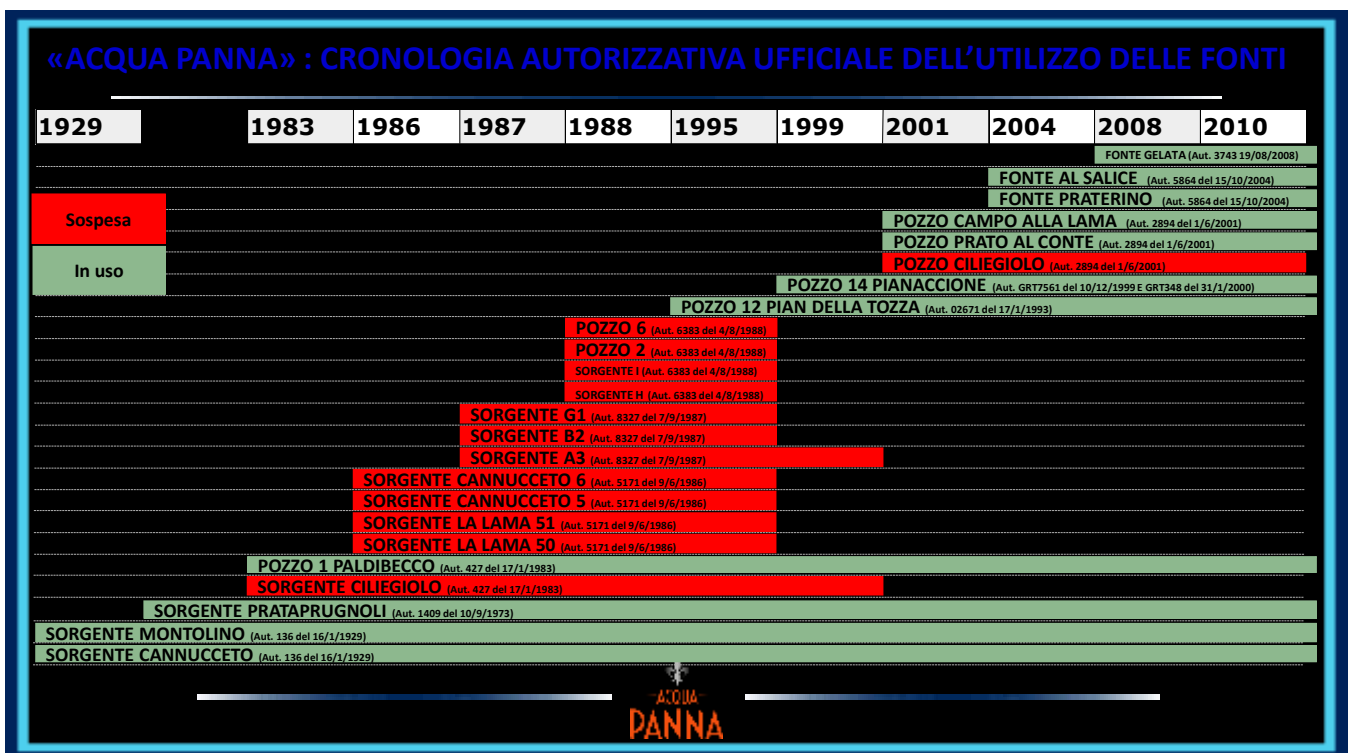 «ACQUA PANNA» : CRONOLOGIA AUTORIZZATIVA UFFICIALE DELL’UTILIZZO DELLE FONTI
1929 1983 1986 1987 1988 1995 1999 2001 2004 2008 2010
FONTE GELATA (Aut. 3743 19/08/2008)
FONTE AL SALICE (Aut. 5864 del 15/10/2004)
FONTE PRATERINO (Aut. 5864 del 15/10/2004)
Sospesa
POZZO CAMPO ALLA LAMA (Aut. 2894 del 1/6/2001)
POZZO PRATO AL CONTE (Aut. 2894 del 1/6/2001)
In uso
POZZO CILIEGIOLO (Aut. 2894 del 1/6/2001)
POZZO 14 PIANACCIONE (Aut. GRT7561 del 10/12/1999 E GRT348 del 31/1/2000)
POZZO 12 PIAN DELLA TOZZA (Aut. 02671 del 17/1/1993)
POZZO 6 (Aut. 6383 del 4/8/1988)
POZZO 2 (Aut. 6383 del 4/8/1988)
SORGENTE I (Aut. 6383 del 4/8/1988)
SORGENTE H (Aut. 6383 del 4/8/1988)
SORGENTE G1 (Aut. 8327 del 7/9/1987)
SORGENTE B2 (Aut. 8327 del 7/9/1987)
SORGENTE A3 (Aut. 8327 del 7/9/1987)
SORGENTE CANNUCCETO 6 (Aut. 5171 del 9/6/1986)
SORGENTE CANNUCCETO 5 (Aut. 5171 del 9/6/1986)
SORGENTE LA LAMA 51 (Aut. 5171 del 9/6/1986)
SORGENTE LA LAMA 50 (Aut. 5171 del 9/6/1986)
POZZO 1 PALDIBECCO (Aut. 427 del 17/1/1983)
SORGENTE CILIEGIOLO (Aut. 427 del 17/1/1983)
SORGENTE PRATAPRUGNOLI (Aut. 1409 del 10/9/1973)
SORGENTE MONTOLINO (Aut. 136 del 16/1/1929)
SORGENTE CANNUCCETO (Aut. 136 del 16/1/1929)
ACQUA
PANNA